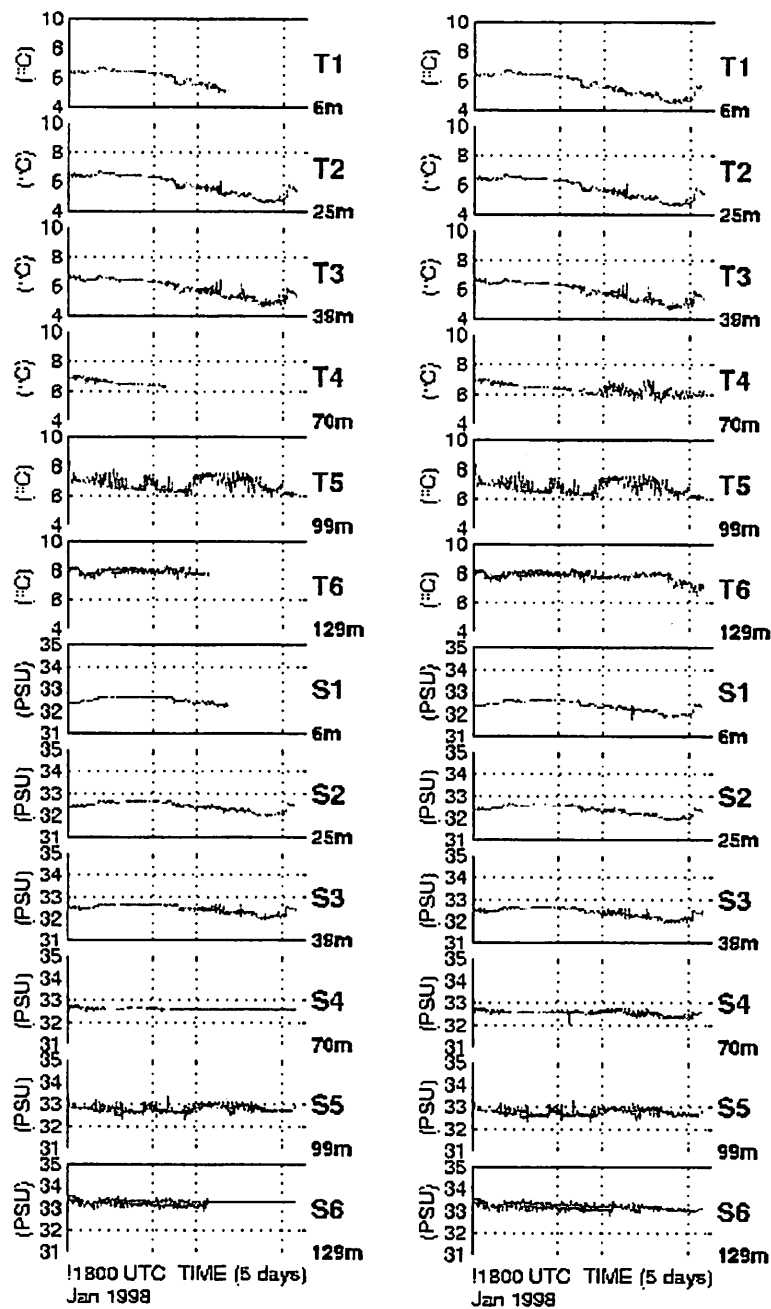 10
8
6
4
(°C)
T1
6m
10
8
6
4
(°C)
T2
25m
10
8
6
4
(°C)
T3
38m
10
8
6
4
(°C)
T4
70m
10
8
6
4
(°C)
T5
99m
10
8
6
4
(°C)
T6
129m
35
34
33
32
31
(PSU)
S1
6m
35
34
33
32
31
(PSU)
S2
25m
35
34
33
32
31
(PSU)
S3
38m
35
34
33
32
31
(PSU)
S4
70m
35
34
33
32
31
(PSU)
S5
99m
35
34
33
32
31
(PSU)
S6
129m
!1800 UTC TIME (5 days)
Jan 1998
10
8
6
4
(°C)
T1
6m
10
8
6
4
(°C)
T2
25m
10
8
6
4
(°C)
T3
38m
10
8
6
4
(°C)
T4
70m
10
8
6
4
(°C)
T5
99m
10
8
6
4
(°C)
T6
129m
35
34
33
32
31
(PSU)
S1
6m
35
34
33
32
31
(PSU)
S2
25m
35
34
33
32
31
(PSU)
S3
38m
35
34
33
32
31
(PSU)
S4
70m
35
34
33
32
31
(PSU)
S5
99m
35
34
33
32
31
(PSU)
S6
129m
!1800 UTC TIME (5 days)
Jan 1998